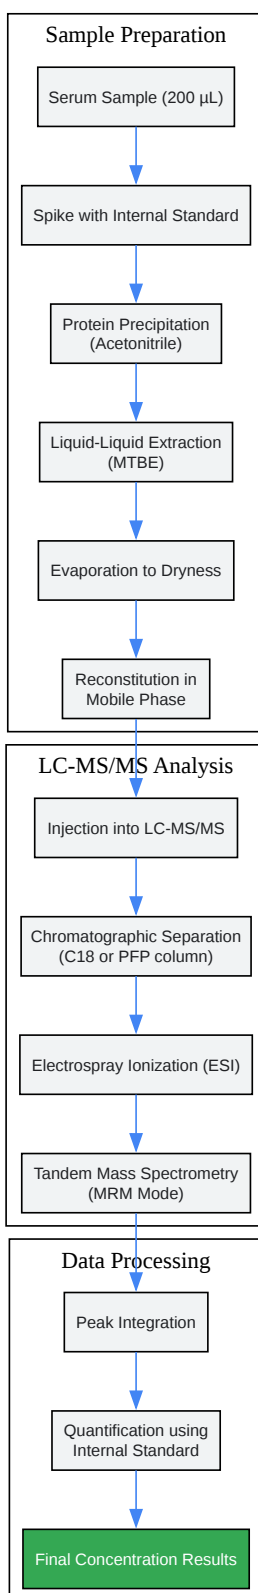 Sample Preparation
Serum Sample (200 µL)
Spike with Internal Standard
Protein Precipitation
(Acetonitrile)
Liquid-Liquid Extraction
(MTBE)
Evaporation to Dryness
Reconstitution in
Mobile Phase
LC-MS/MS Analysis
Injection into LC-MS/MS
Chromatographic Separation
(C18 or PFP column)
Electrospray Ionization (ESI)
Tandem Mass Spectrometry
(MRM Mode)
Data Processing
Peak Integration
Quantification using
Internal Standard
Final Concentration Results